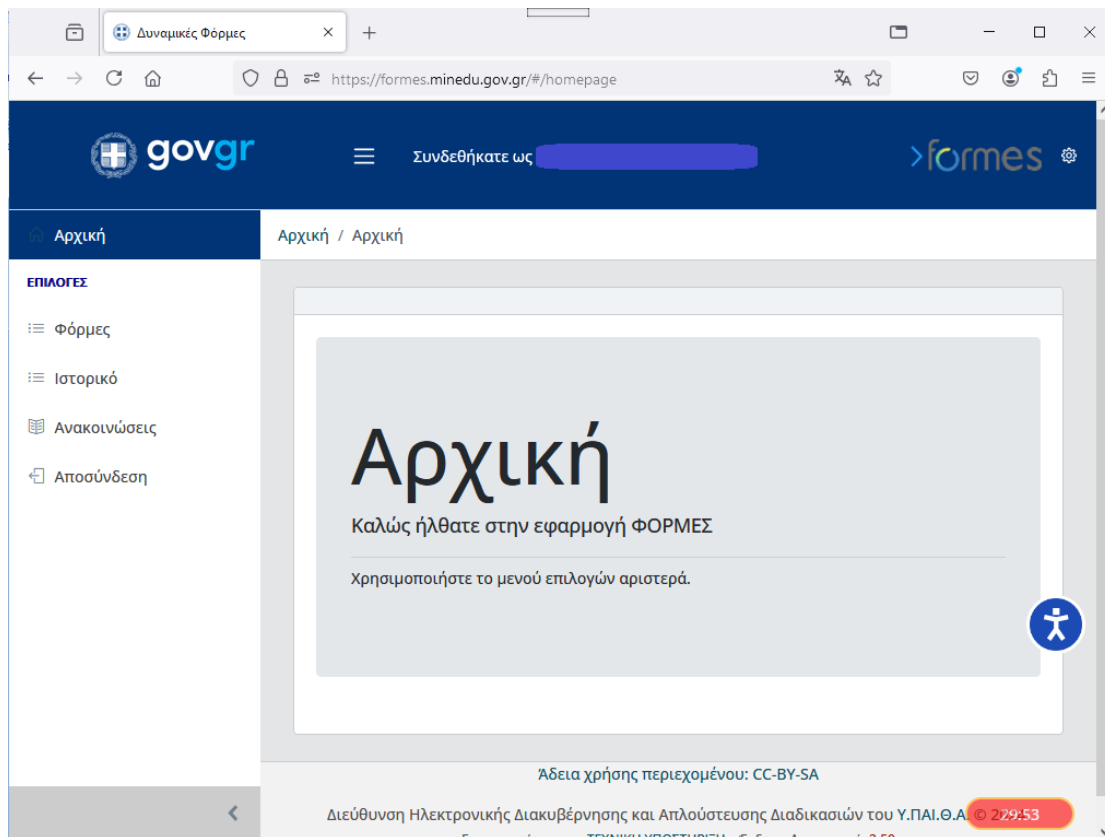 Δυναμικές Φόρμες
https://formes.minedu.gov.gr/#/homepage
govgr
Συνδεθήκατε ως
formes
Αρχική
Αρχική / Αρχική
ΕΠΙΛΟΓΕΣ
Φόρμες
Ιστορικό
Ανακοινώσεις
Αποσύνδεση
Αρχική
Καλώς ήλθατε στην εφαρμογή ΦΟΡΜΕΣ
Χρησιμοποιήστε το μενού επιλογών αριστερά.
Άδεια χρήσης περιεχομένου: CC-BY-SA
Διεύθυνση Ηλεκτρονικής Διακυβέρνησης και Απλούστευσης Διαδικασιών του Υ.ΠΑΙ.Θ.Α. ©
29:53